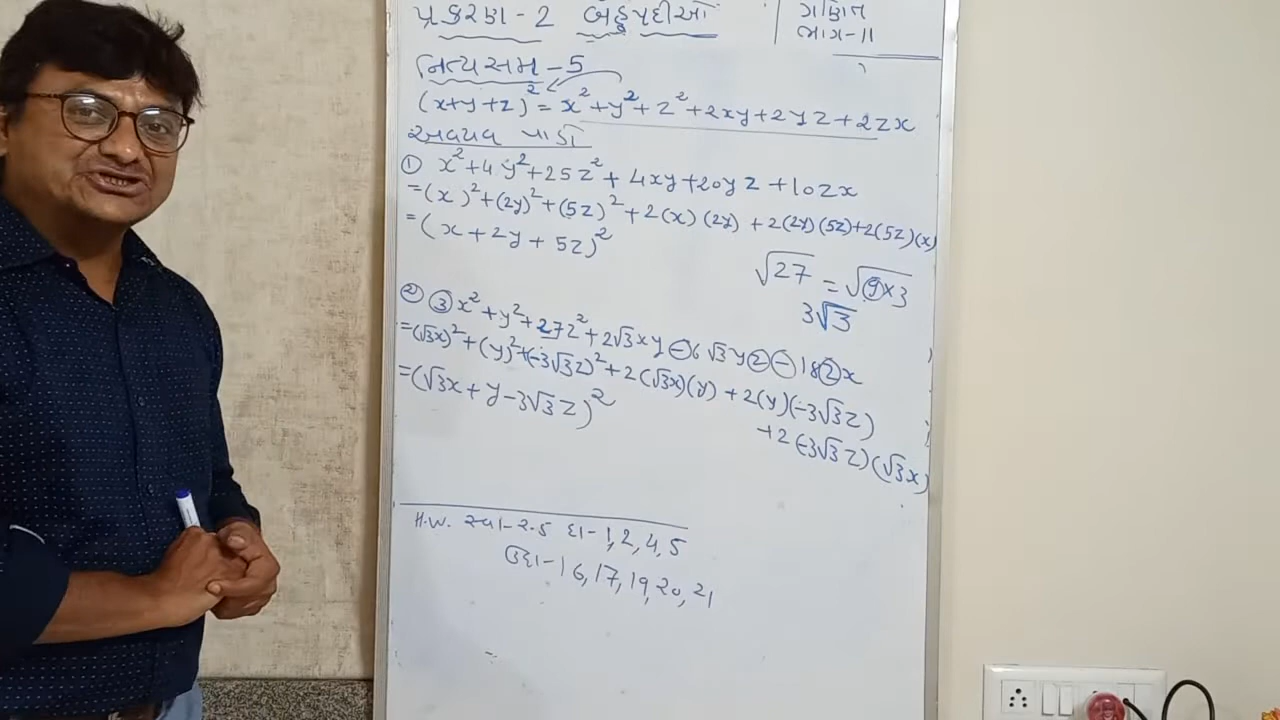 પ્રકરણ-2 બહુપદીઓ
ગણિત
ભાગ-11
નિત્યસમ-5
(x+y+z)² = x²+y²+z²+2xy+2yz+2zx
અવયવ પાડો
① x²+4y²+25z²+4xy+20yz+10zx
=(x)²+(2y)²+(5z)²+2(x)(2y)+2(2y)(5z)+2(5z)(x)
=(x+2y+5z)²
√27 = √9×3
3√3
② 3x²+y²+27z²+2√3xy-6√3yz-18zx
=(√3x)²+(y)²+(-3√3z)²+2(√3x)(y)+2(y)(-3√3z)
+2(-3√3z)(√3x)
=(√3x+y-3√3z)²
H.W. સ્વા-૨.5 દા-1,2,4,5
ઉદા-16,17,19,20,21